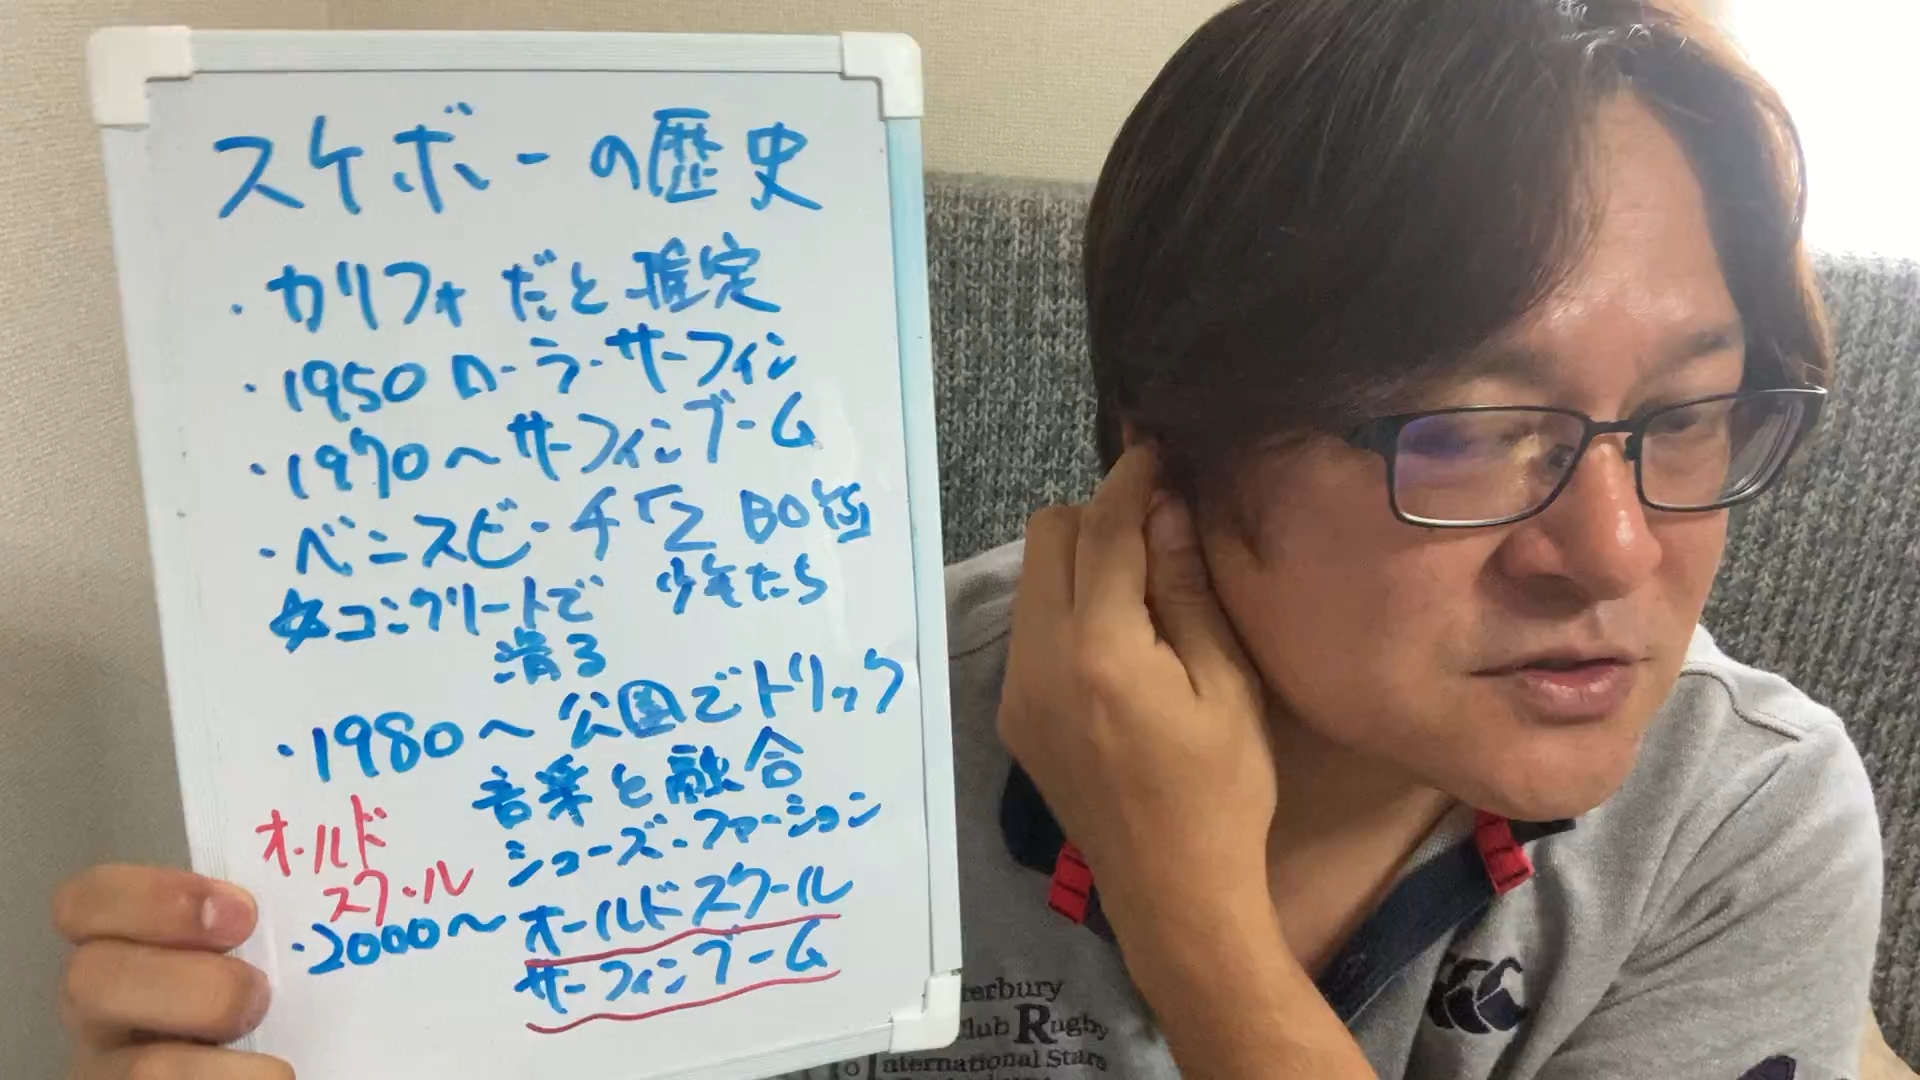 スケボーの歴史
・カリフォだと推定
・1950 ローラーサーフィン
・1970〜サーフィンブーム
・ベニスビーチ「Z BOYS」
少年たち
☆コンクリートで
滑る
・1980〜公園でトリック
音楽と融合
シューズ・ファーション
オールド
スクール
・2000〜オールドスクール
サーフィンブーム
terbury
lub Rugby
International Stars